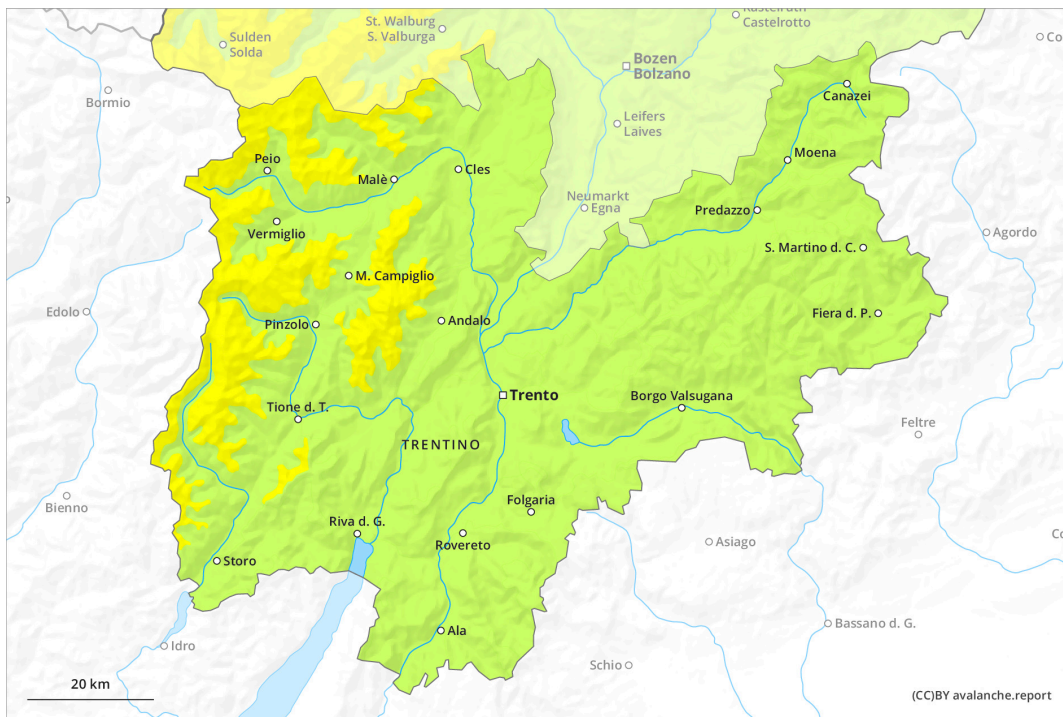 Kastelruth
Castelrotto
St. Walburg
S. Valburga
Sulden
Solda
Co
Bozen
Bolzano
Bormio
Canazei
Leifers
Laives
Peio
Moena
Malè
Cles
Neumarkt
Egna
Predazzo
Vermiglio
Agordo
S. Martino d. C.
M. Campiglio
Edolo
Fiera d. P.
Pinzolo
Andalo
Trento
Borgo Valsugana
Tione d. T.
Feltre
TRENTINO
Bienno
Folgaria
Riva d. G.
Asiago
Rovereto
Co
Storo
Bassano d. G.
Ala
Idro
Schio
20 km
(CC)BY avalanche.report